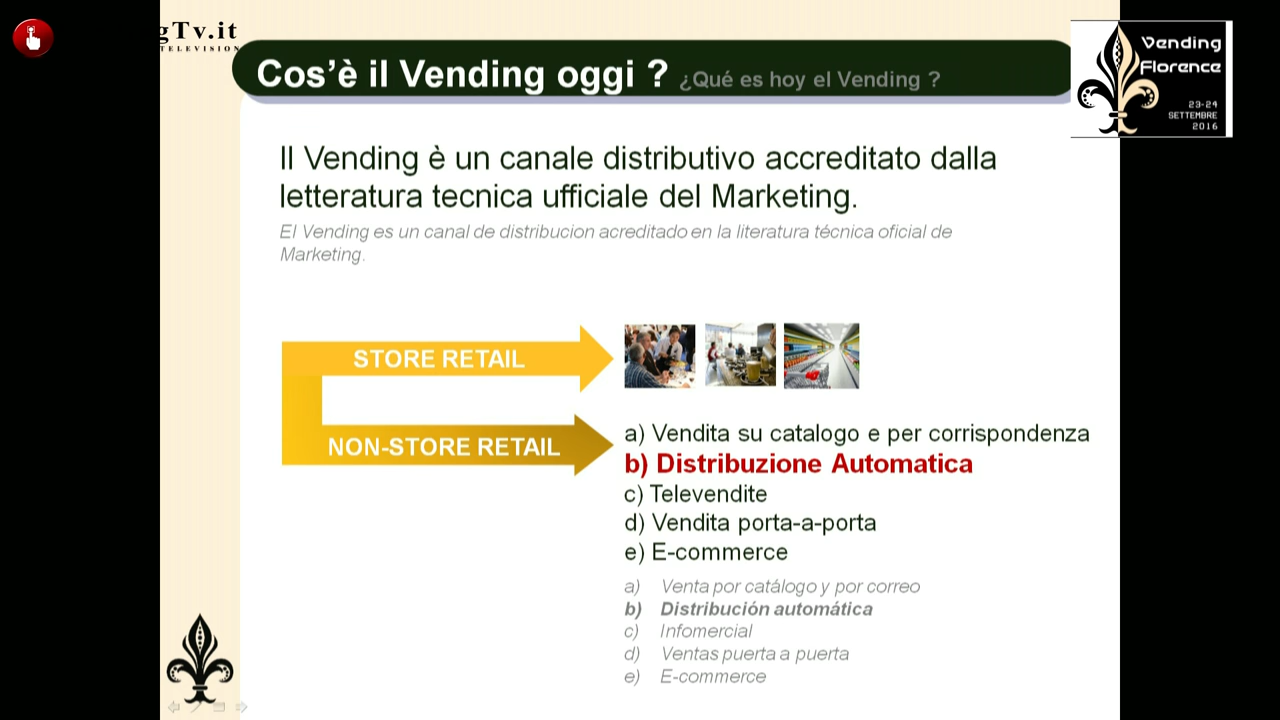 gTv.it
TELEVISION
Vending
Florence
23-24
SETTEMBRE
2016
Cos'è il Vending oggi ? ¿Qué es hoy el Vending ?
Il Vending è un canale distributivo accreditato dalla
letteratura tecnica ufficiale del Marketing.
El Vending es un canal de distribucion acreditado en la literatura técnica oficial de
Marketing.
STORE RETAIL
NON-STORE RETAIL
a) Vendita su catalogo e per corrispondenza
b) Distribuzione Automatica
c) Televendite
d) Vendita porta-a-porta
e) E-commerce
a) Venta por catálogo y por correo
b) Distribución automática
c) Infomercial
d) Ventas puerta a puerta
e) E-commerce